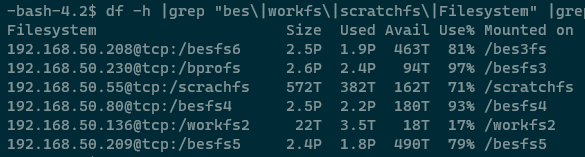 -bash-4.2$ df -h |grep "bes\|workfs\|scratchfs\|Filesystem" |grep
Filesystem Size Used Avail Use% Mounted on
192.168.50.208@tcp:/besfs6 2.5P 1.9P 463T 81% /bes3fs
192.168.50.230@tcp:/bprofs 2.6P 2.4P 94T 97% /besfs3
192.168.50.55@tcp:/scrachfs 572T 382T 162T 71% /scratchfs
192.168.50.80@tcp:/besfs4 2.5P 2.2P 180T 93% /besfs4
192.168.50.136@tcp:/workfs2 22T 3.5T 18T 17% /workfs2
192.168.50.209@tcp:/besfs5 2.4P 1.8P 490T 79% /besfs5